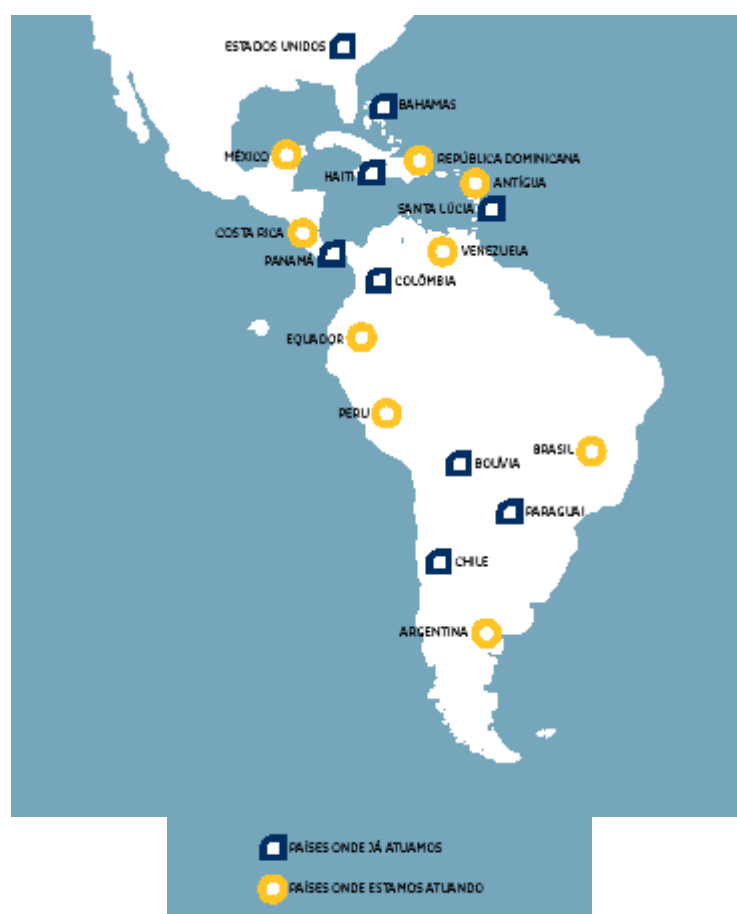 ESTADOS UNIDOS
BAHAMAS
MÉXICO
REPÚBLICA DOMINICANA
HAITI
ANTÍGUA
SANTA LÚCIA
COSTA RICA
VENEZUELA
PANAMÁ
COLÔMBIA
EQUADOR
PERU
BRASIL
BOLÍVIA
PARAGUAI
CHILE
ARGENTINA
PAÍSES ONDE JÁ ATUAMOS
PAÍSES ONDE ESTAMOS ATUANDO